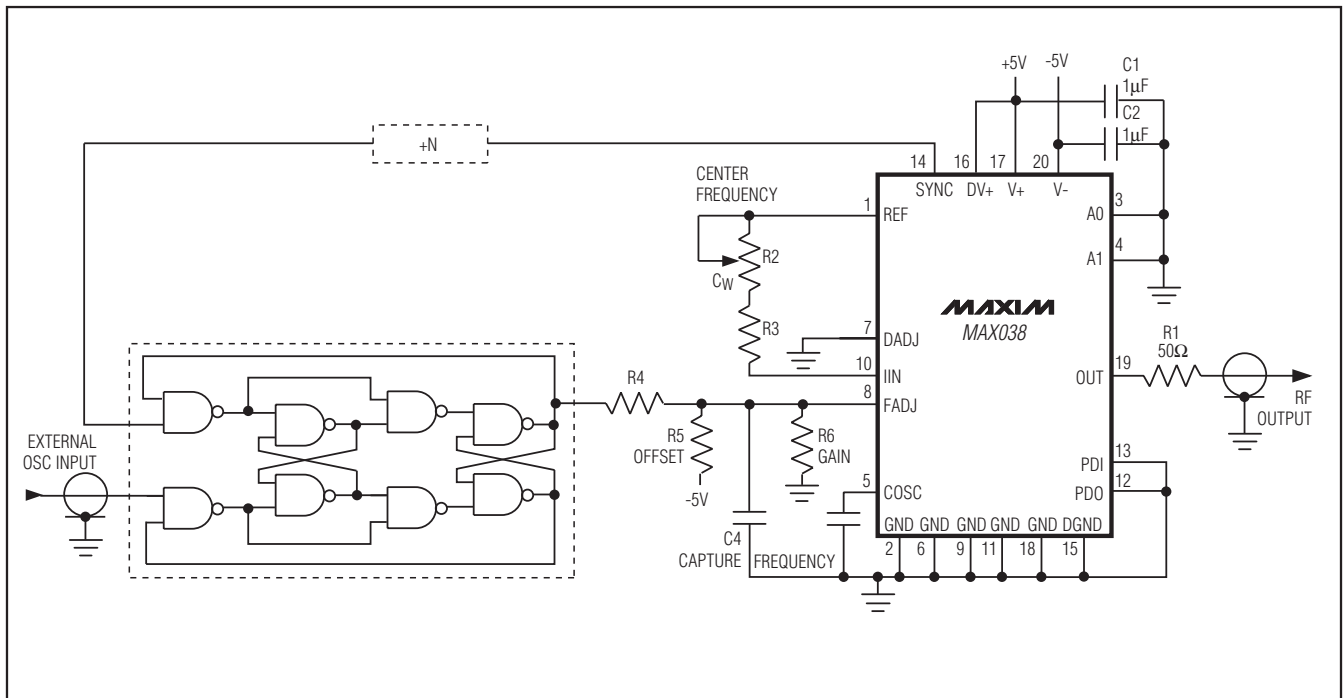 +5V
-5V
C1
1µF
C2
1µF
+N
14
16
17
20
SYNC
DV+
V+
V-
CENTER
FREQUENCY
1
REF
3
A0
4
A1
R2
CW
R3
MAXIM
MAX038
7
DADJ
10
IIN
8
FADJ
R1
50Ω
19
OUT
RF
OUTPUT
R4
R5
OFFSET
-5V
R6
GAIN
EXTERNAL
OSC INPUT
13
PDI
12
PDO
5
COSC
GND
GND
GND
GND
GND
DGND
2
6
9
11
18
15
C4
CAPTURE
FREQUENCY